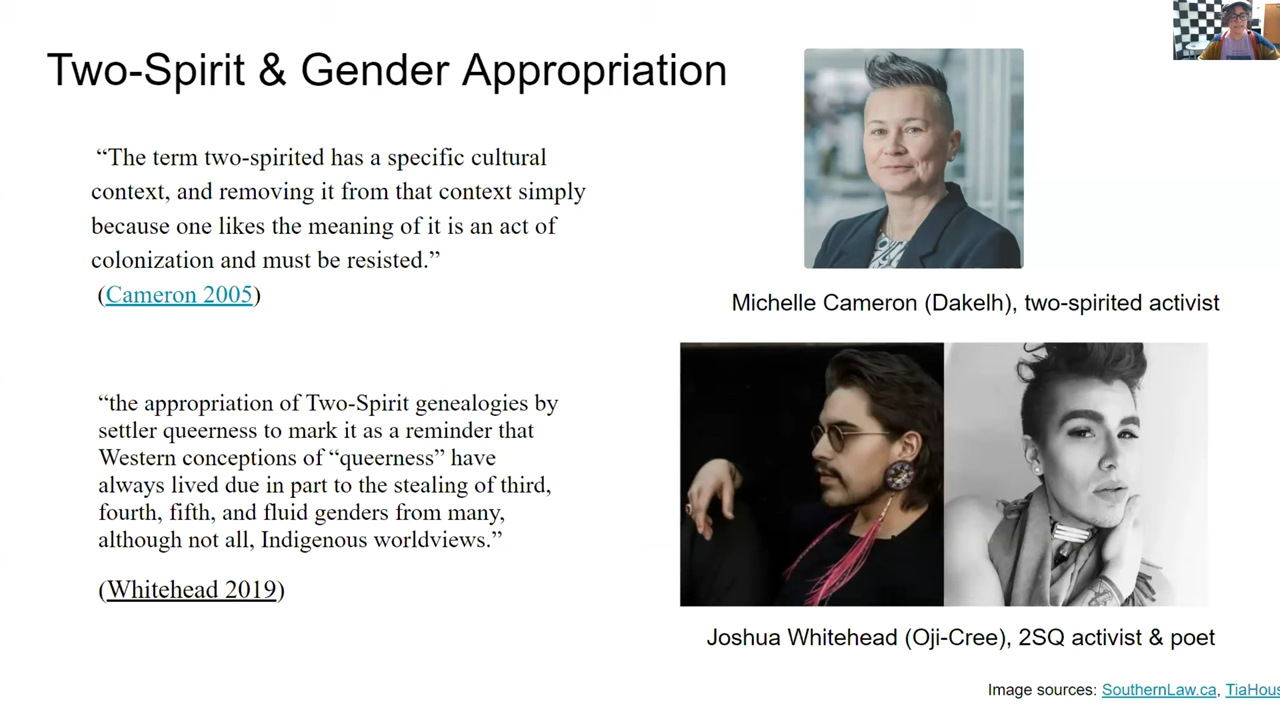 Two-Spirit & Gender Appropriation
“The term two-spirited has a specific cultural
context, and removing it from that context simply
because one likes the meaning of it is an act of
colonization and must be resisted.”
(Cameron 2005)
Michelle Cameron (Dakelh), two-spirited activist
“the appropriation of Two-Spirit genealogies by
settler queerness to mark it as a reminder that
Western conceptions of “queerness” have
always lived due in part to the stealing of third,
fourth, fifth, and fluid genders from many,
although not all, Indigenous worldviews.”
(Whitehead 2019)
Joshua Whitehead (Oji-Cree), 2SQ activist & poet
Image sources: SouthernLaw.ca, TiaHous